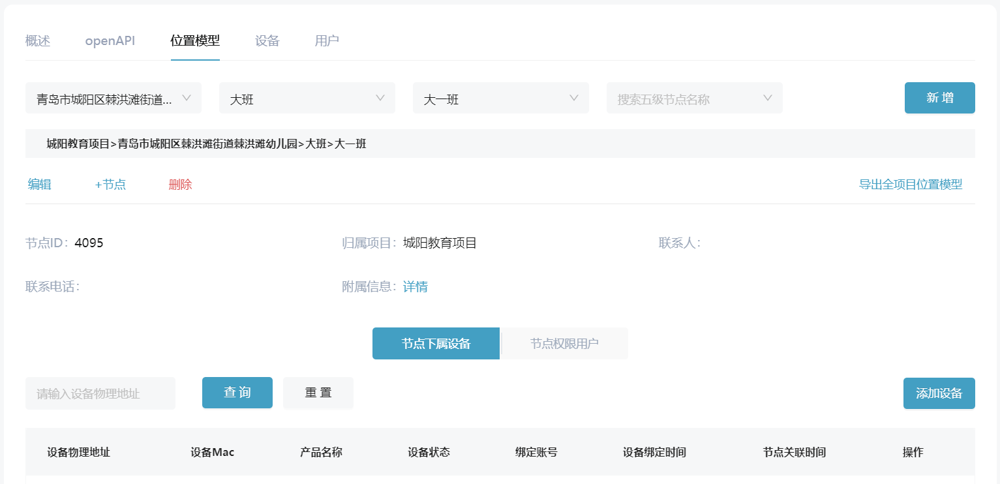 概述 openAPI 位置模型 设备 用户
青岛市城阳区棘洪滩街道... 大班 大一班 搜索五级节点名称 新 增
城阳教育项目>青岛市城阳区棘洪滩街道棘洪滩幼儿园>大班>大一班
编辑 +节点 删除 导出全项目位置模型
节点ID: 4095 归属项目: 城阳教育项目 联系人:
联系电话: 附属信息: 详情
节点下属设备 节点权限用户
请输入设备物理地址 查 询 重 置 添加设备
设备物理地址 设备Mac 产品名称 设备状态 绑定账号 设备绑定时间 节点关联时间 操作